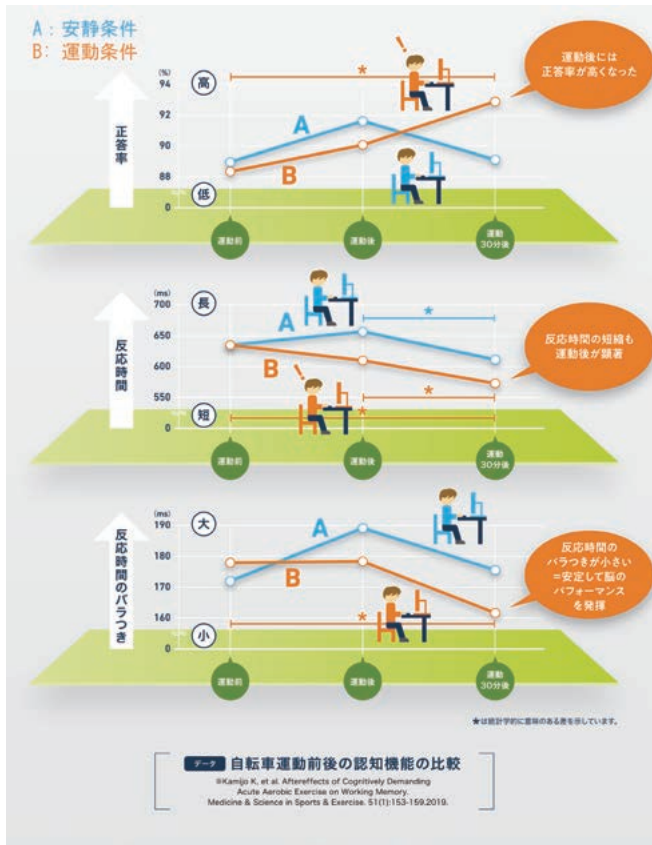 A：安静条件
B：運動条件
正答率
(%)
94
92
90
88
0
高
低
A
B
*
運動後には
正答率が高くなった
運動前
運動後
運動
30分後
反応時間
(ms)
700
650
600
550
0
長
短
A
B
*
*
*
反応時間の短縮も
運動後が顕著
運動前
運動後
運動
30分後
反応時間のバラつき
(ms)
190
180
170
160
0
大
小
A
B
*
反応時間の
バラつきが小さい
=安定して脳の
パフォーマンス
を発揮
運動前
運動後
運動
30分後
★は統計学的に意味のある差を示しています。
データ 自転車運動前後の認知機能の比較
※Kamijo K, et al. Aftereffects of Cognitively Demanding
Acute Aerobic Exercise on Working Memory.
Medicine & Science in Sports & Exercise. 51(1):153-159.2019.